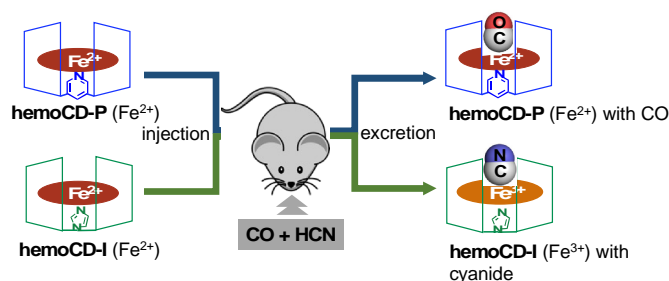 Fe2+
N
hemoCD-P (Fe2+)
injection
Fe2+
N
N
hemoCD-I (Fe2+)
CO + HCN
excretion
O
C
Fe2+
N
hemoCD-P (Fe2+) with CO
N
C
Fe3+
N
N
hemoCD-I (Fe3+) with
cyanide